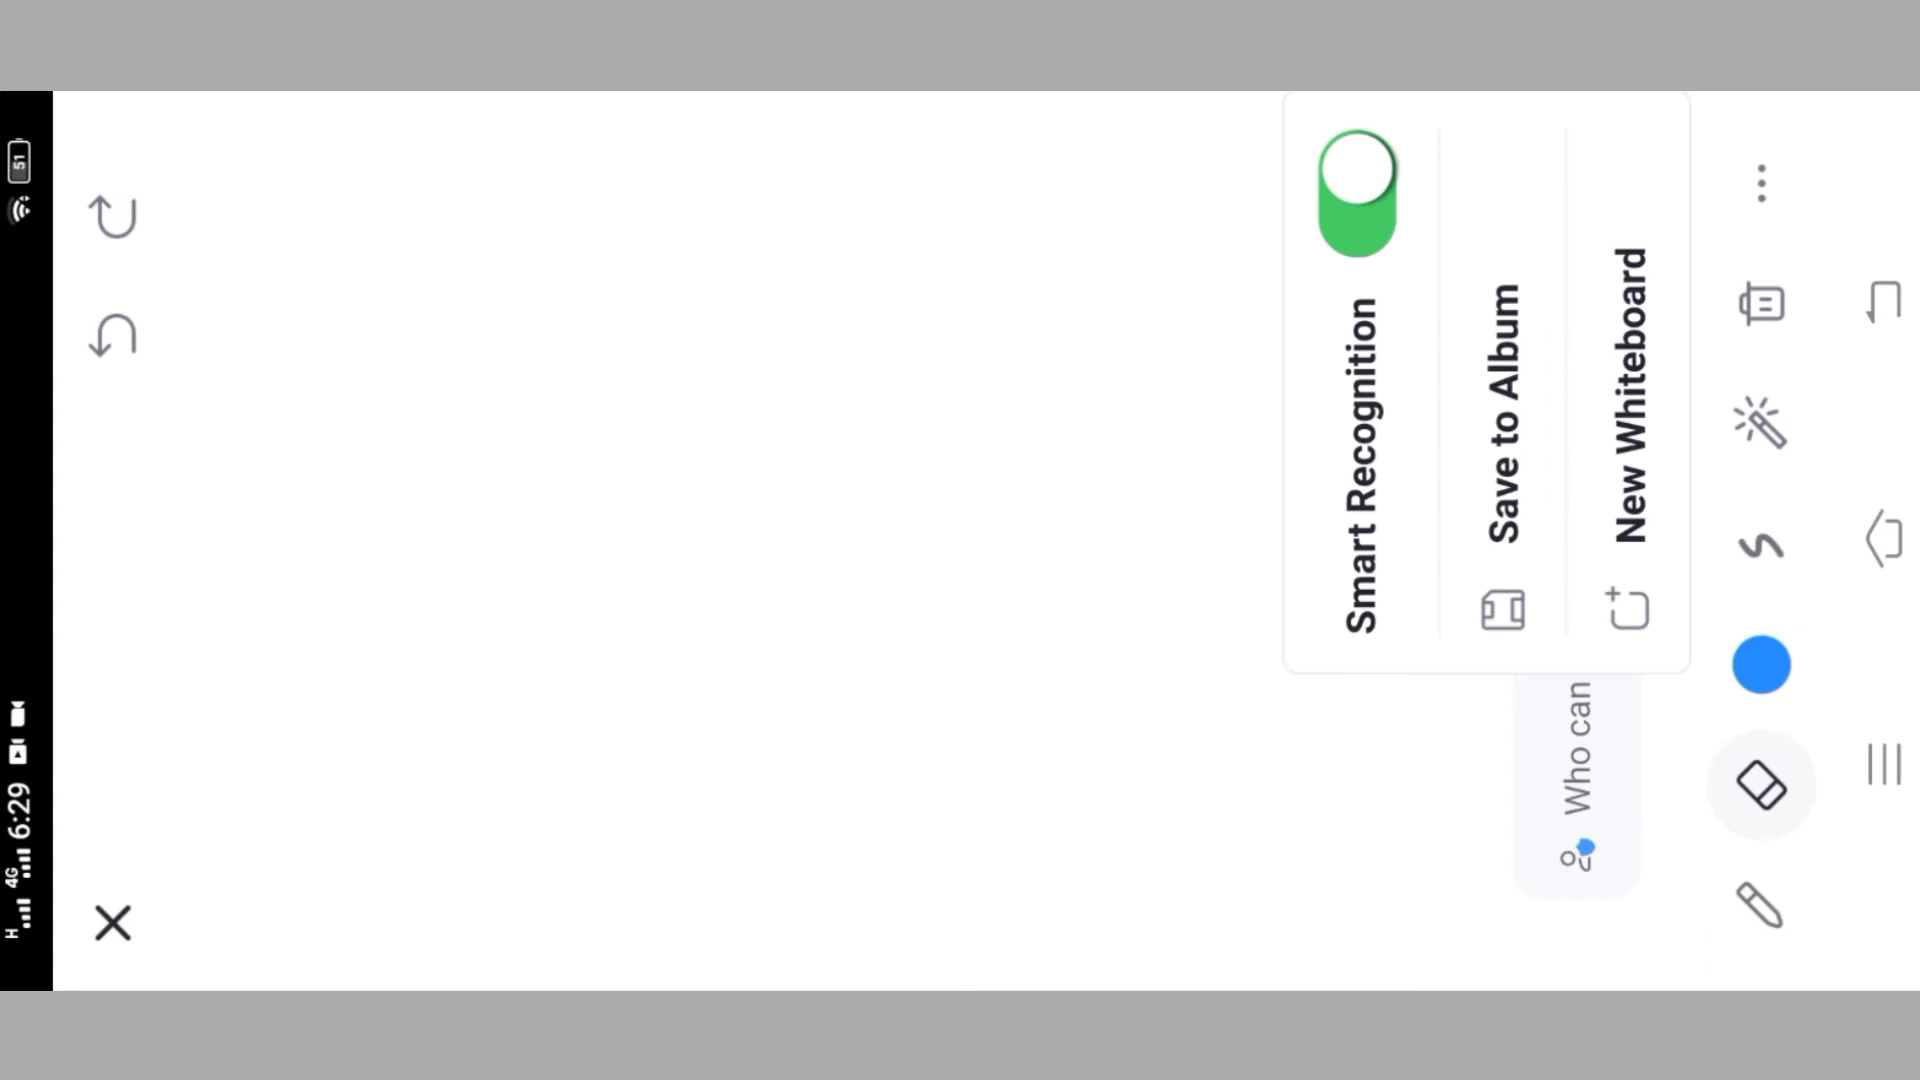 H 4G 6:29 51
Smart Recognition
Save to Album
New Whiteboard
Who can